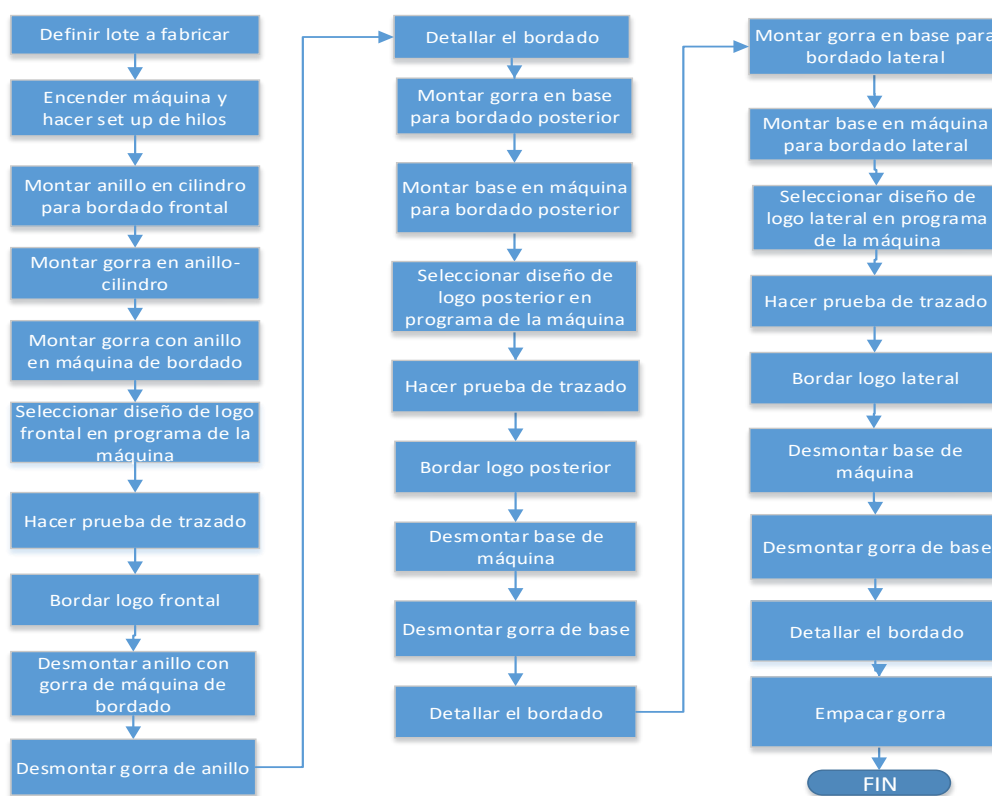 Definir lote a fabricar
Encender máquina y
hacer set up de hilos
Montar anillo en cilindro
para bordado frontal
Montar gorra en anillo-
cilindro
Montar gorra con anillo
en máquina de bordado
Seleccionar diseño de logo
frontal en programa de la
máquina
Hacer prueba de trazado
Bordar logo frontal
Desmontar anillo con
gorra de máquina de
bordado
Desmontar gorra de anillo
Detallar el bordado
Montar gorra en base
para bordado posterior
Montar base en máquina
para bordado posterior
Seleccionar diseño de
logo posterior en
programa de la máquina
Hacer prueba de trazado
Bordar logo posterior
Desmontar base de
máquina
Desmontar gorra de base
Detallar el bordado
Montar gorra en base para
bordado lateral
Montar base en máquina
para bordado lateral
Seleccionar diseño de
logo lateral en programa
de la máquina
Hacer prueba de trazado
Bordar logo lateral
Desmontar base de
máquina
Desmontar gorra de base
Detallar el bordado
Empacar gorra
FIN